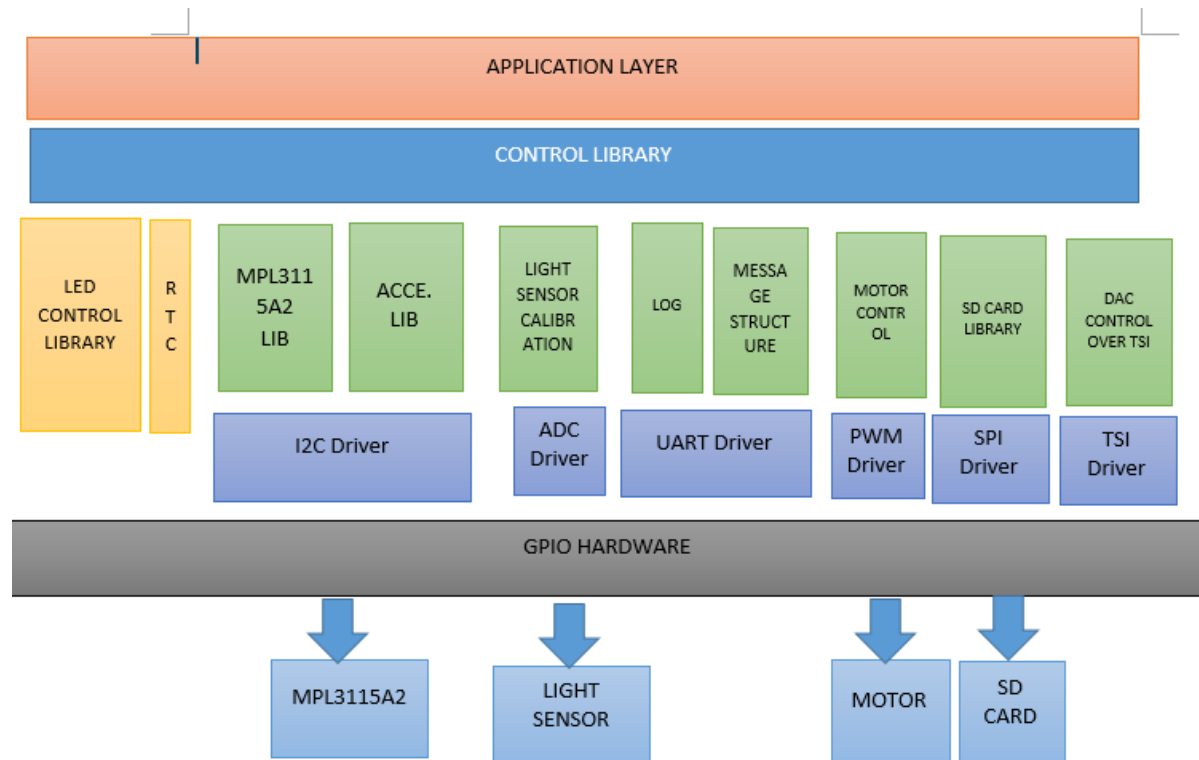 APPLICATION LAYER
CONTROL LIBRARY
LED
CONTROL
LIBRARY
R
T
C
MPL311
5A2
LIB
ACCE.
LIB
LIGHT
SENSOR
CALIBR
ATION
LOG
MESSA
GE
STRUCT
URE
MOTOR
CONTR
OL
SD CARD
LIBRARY
DAC
CONTROL
OVER TSI
I2C Driver
ADC
Driver
UART Driver
PWM
Driver
SPI
Driver
TSI
Driver
GPIO HARDWARE
MPL3115A2
LIGHT
SENSOR
MOTOR
SD
CARD